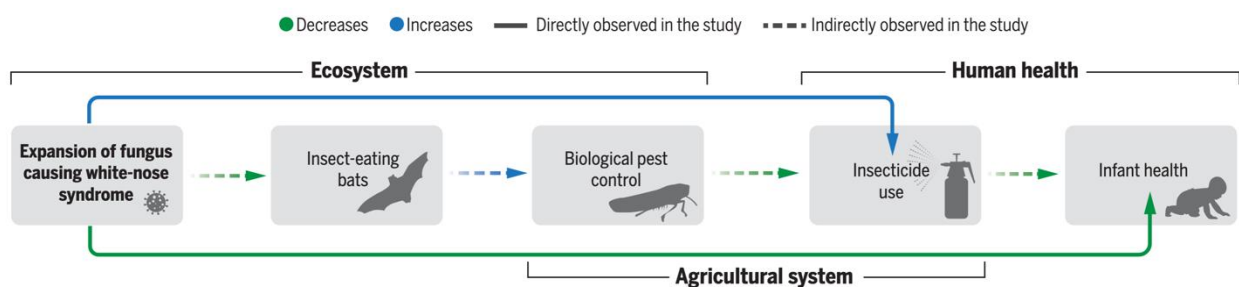 Decreases Increases Directly observed in the study Indirectly observed in the study
Ecosystem Human health
Expansion of fungus
causing white-nose
syndrome
Insect-eating
bats
Biological pest
control
Insecticide
use
Infant health
Agricultural system